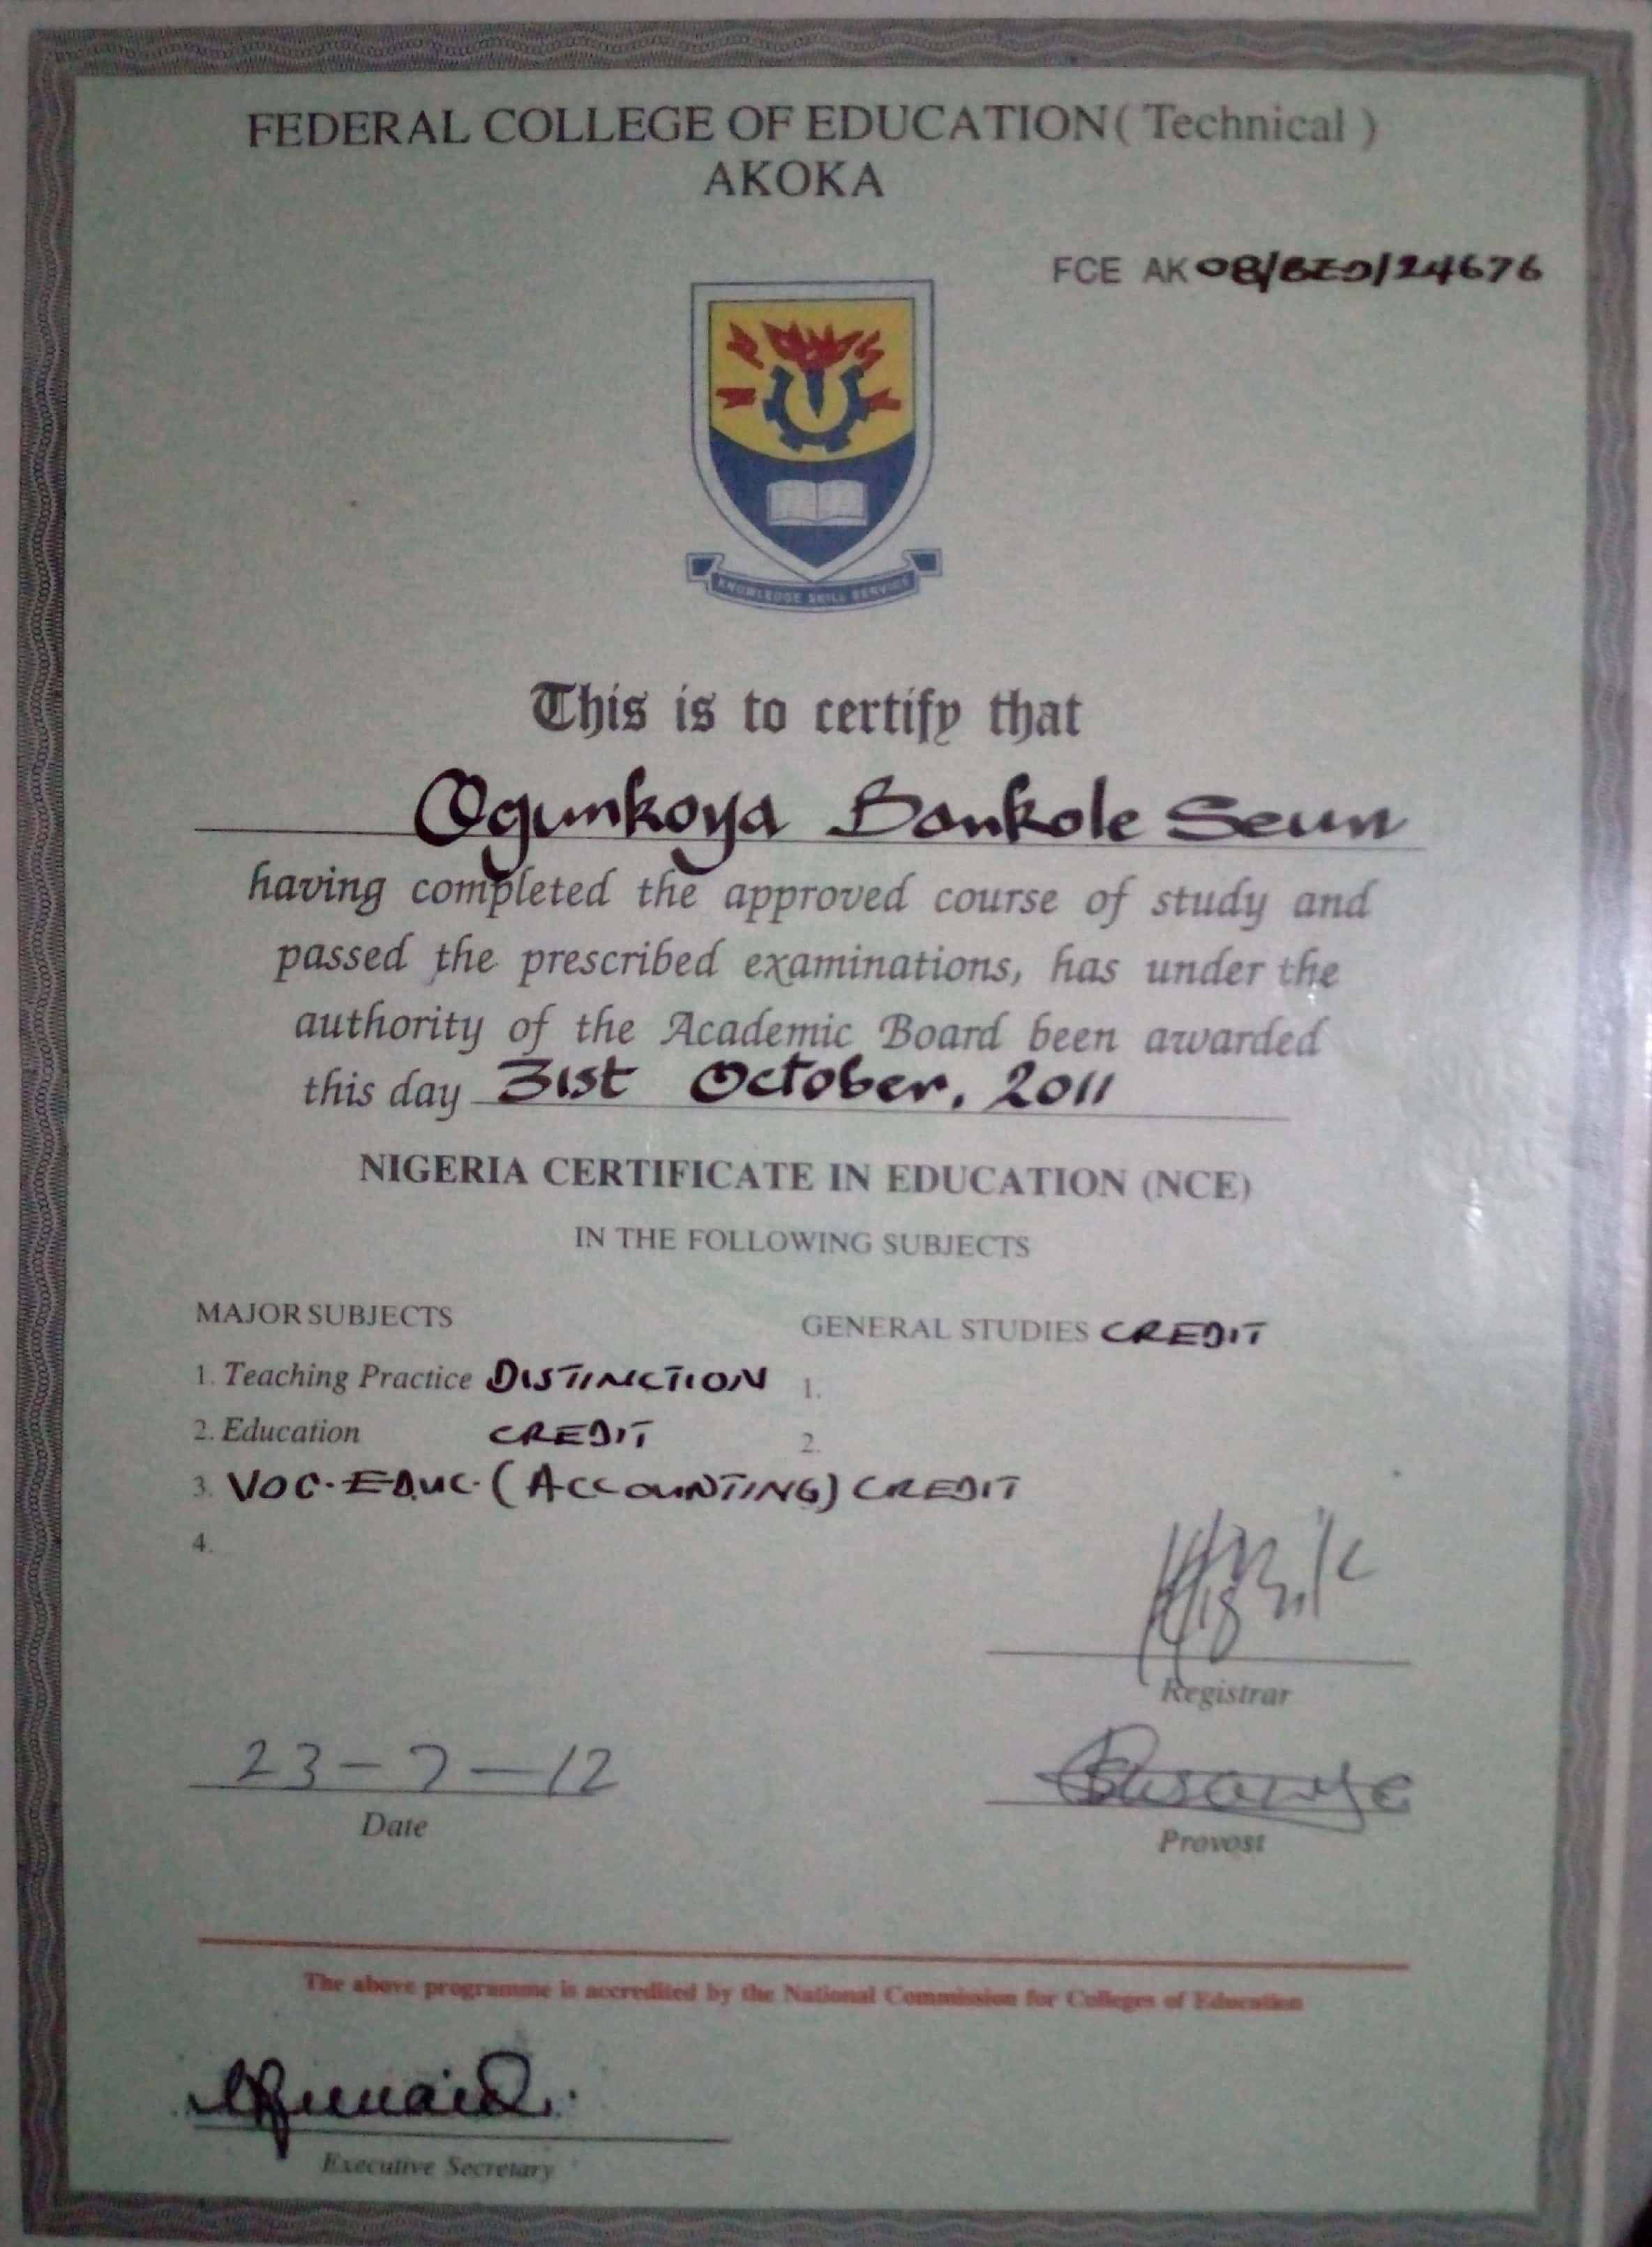 FEDERAL COLLEGE OF EDUCATION ( Technical )
AKOKA
FCE AK 08/BED/24676
KNOWLEDGE SKILL SERVICE
This is to certify that
Ogunkoya Bankole Seun
having completed the approved course of study and
passed the prescribed examinations, has under the
authority of the Academic Board been awarded
this day 31st October, 2011
NIGERIA CERTIFICATE IN EDUCATION (NCE)
IN THE FOLLOWING SUBJECTS
MAJOR SUBJECTS
1. Teaching Practice DISTINCTION
2. Education CREDIT
3. VOC. EDUC. (ACCOUNTING) CREDIT
4.
GENERAL STUDIES CREDIT
1.
2.
Registrar
23-7-12
Date
Provost
The above programme is accredited by the National Commission for Colleges of Education
Executive Secretary